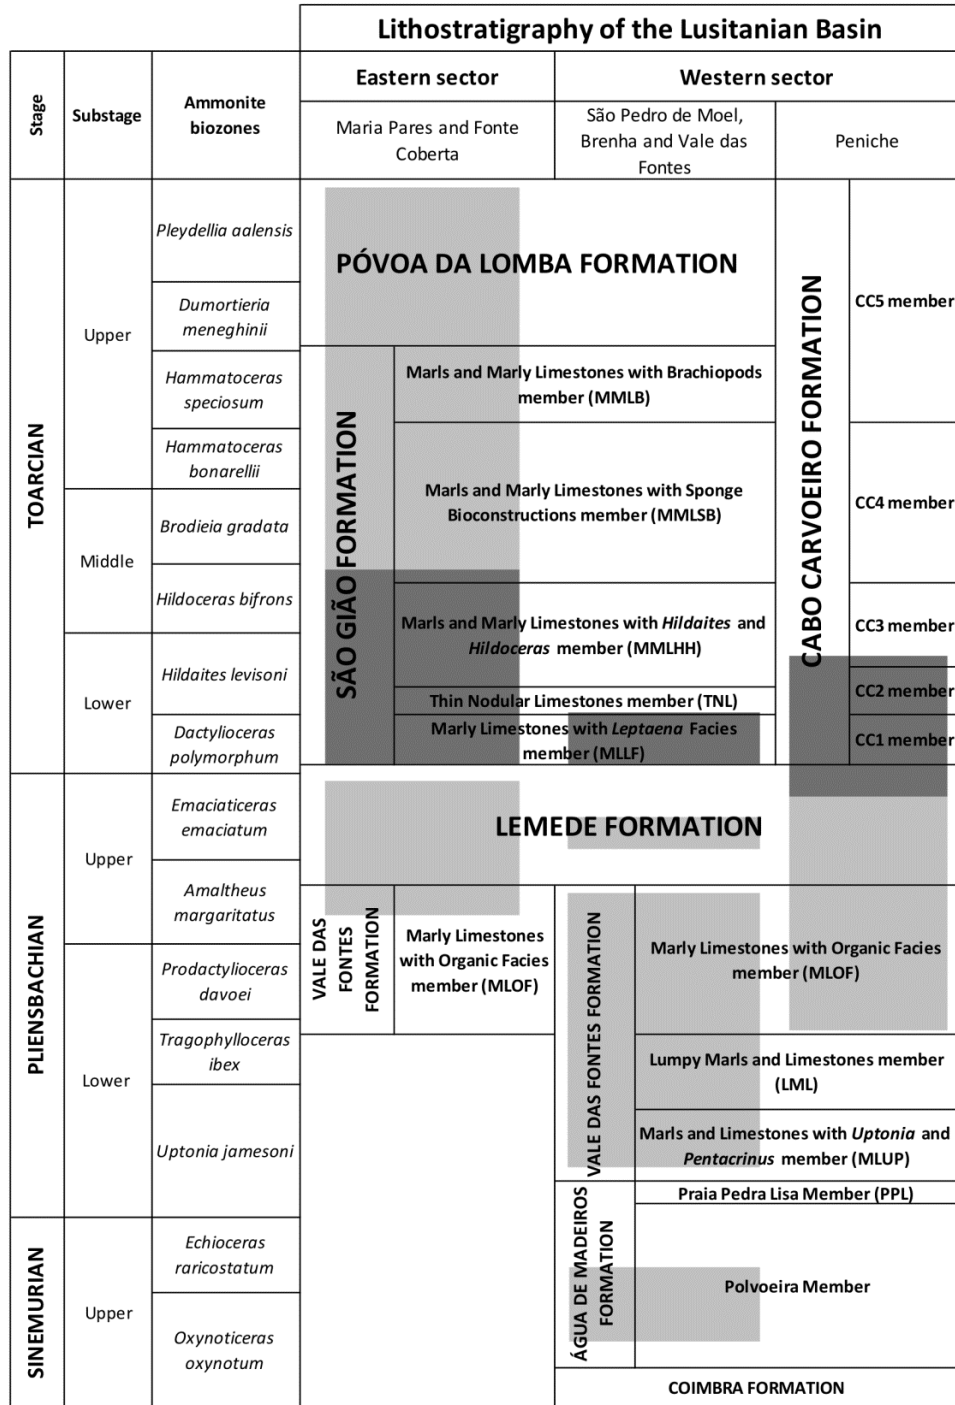 Lithostratigraphy of the Lusitanian Basin
Stage
Substage
Ammonite
biozones
Eastern sector
Western sector
Maria Pares and Fonte
Coberta
São Pedro de Moel,
Brenha and Vale das
Fontes
Peniche
TOARCIAN
Upper
Middle
Lower
Pleydellia aalensis
Dumortieria
meneghinii
Hammatoceras
speciosum
Hammatoceras
bonarellii
Brodieia gradata
Hildoceras bifrons
Hildaites levisoni
Dactylioceras
polymorphum
PÓVOA DA LOMBA FORMATION
SÃO GIÃO FORMATION
Marls and Marly Limestones with Brachiopods
member (MMLB)
Marls and Marly Limestones with Sponge
Bioconstructions member (MMLSB)
Marls and Marly Limestones with Hildaites and
Hildoceras member (MMLHH)
Thin Nodular Limestones member (TNL)
Marly Limestones with Leptaena Facies
member (MLLF)
CABO CARVOEIRO FORMATION
CC5 member
CC4 member
CC3 member
CC2 member
CC1 member
PLIENSBACHIAN
Upper
Lower
Emaciaticeras
emaciatum
Amaltheus
margaritatus
Prodactylioceras
davoei
Tragophylloceras
ibex
Uptonia jamesoni
LEMEDE FORMATION
VALE DAS
FONTES
FORMATION
Marly Limestones
with Organic Facies
member (MLOF)
VALE DAS FONTES FORMATION
Marly Limestones with Organic Facies
member (MLOF)
Lumpy Marls and Limestones member
(LML)
Marls and Limestones with Uptonia and
Pentacrinus member (MLUP)
SINEMURIAN
Upper
Echioceras
raricostatum
Oxynoticeras
oxynotum
ÁGUA DE MADEIROS
FORMATION
Praia Pedra Lisa Member (PPL)
Polvoeira Member
COIMBRA FORMATION